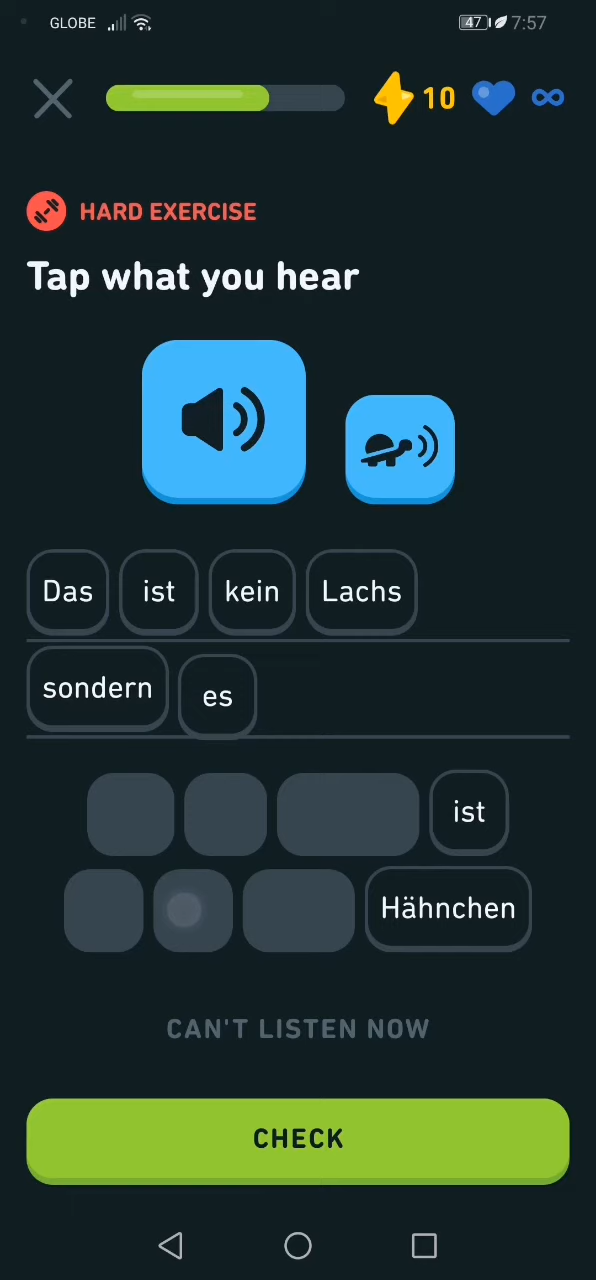 GLOBE 47 7:57
10
HARD EXERCISE
Tap what you hear
Das ist kein Lachs
sondern es
ist
Hähnchen
CAN'T LISTEN NOW
CHECK